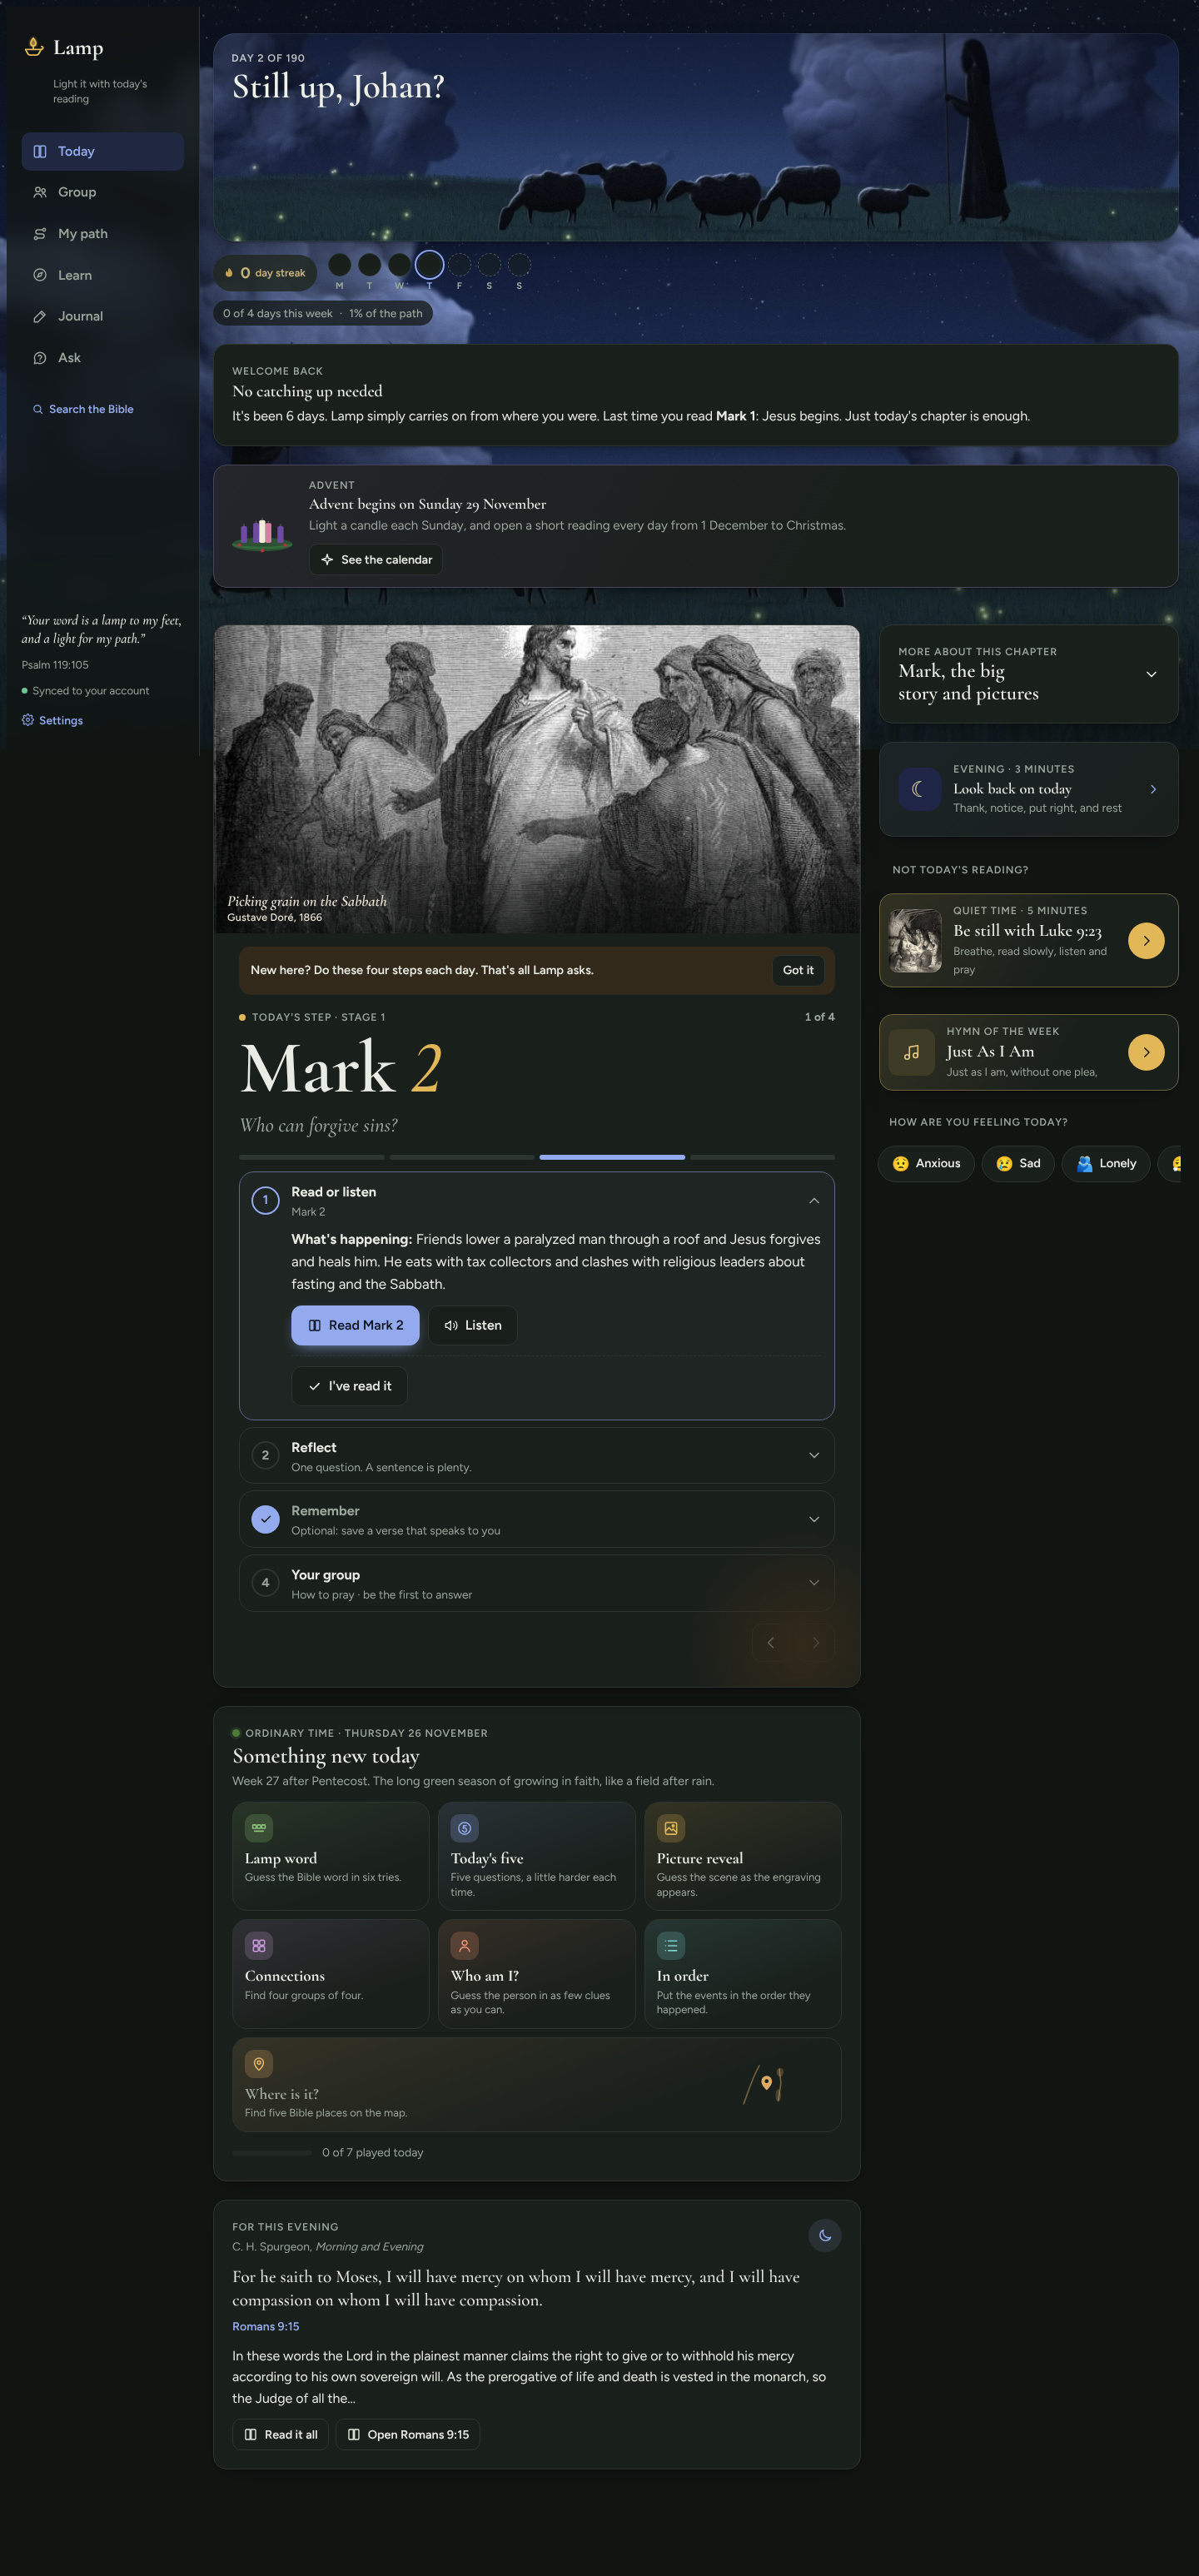 Lamp
Light it with today's
reading
Today
Group
My path
Learn
Journal
Ask
Search the Bible
“Your word is a lamp to my feet,
and a light for my path.”
Psalm 119:105
Synced to your account
Settings
DAY 2 OF 190
Still up, Johan?
0 day streak
M T W T F S S
0 of 4 days this week · 1% of the path
WELCOME BACK
No catching up needed
It's been 6 days. Lamp simply carries on from where you were. Last time you read Mark 1: Jesus begins. Just today's chapter is enough.
ADVENT
Advent begins on Sunday 29 November
Light a candle each Sunday, and open a short reading every day from 1 December to Christmas.
See the calendar
Picking grain on the Sabbath
Gustave Doré, 1866
New here? Do these four steps each day. That's all Lamp asks.
Got it
TODAY'S STEP · STAGE 1
1 of 4
Mark 2
Who can forgive sins?
1
Read or listen
Mark 2
What's happening: Friends lower a paralyzed man through a roof and Jesus forgives
and heals him. He eats with tax collectors and clashes with religious leaders about
fasting and the Sabbath.
Read Mark 2
Listen
I've read it
2
Reflect
One question. A sentence is plenty.
Remember
Optional: save a verse that speaks to you
4
Your group
How to pray · be the first to answer
MORE ABOUT THIS CHAPTER
Mark, the big
story and pictures
EVENING · 3 MINUTES
Look back on today
Thank, notice, put right, and rest
NOT TODAY'S READING?
QUIET TIME · 5 MINUTES
Be still with Luke 9:23
Breathe, read slowly, listen and
pray
HYMN OF THE WEEK
Just As I Am
Just as I am, without one plea,
HOW ARE YOU FEELING TODAY?
Anxious
Sad
Lonely
ORDINARY TIME · THURSDAY 26 NOVEMBER
Something new today
Week 27 after Pentecost. The long green season of growing in faith, like a field after rain.
Lamp word
Guess the Bible word in six tries.
5
Today's five
Five questions, a little harder each
time.
Picture reveal
Guess the scene as the engraving
appears.
Connections
Find four groups of four.
Who am I?
Guess the person in as few clues
as you can.
In order
Put the events in the order they
happened.
Where is it?
Find five Bible places on the map.
0 of 7 played today
FOR THIS EVENING
C. H. Spurgeon, Morning and Evening
For he saith to Moses, I will have mercy on whom I will have mercy, and I will have
compassion on whom I will have compassion.
Romans 9:15
In these words the Lord in the plainest manner claims the right to give or to withhold his mercy
according to his own sovereign will. As the prerogative of life and death is vested in the monarch, so
the Judge of all the…
Read it all
Open Romans 9:15